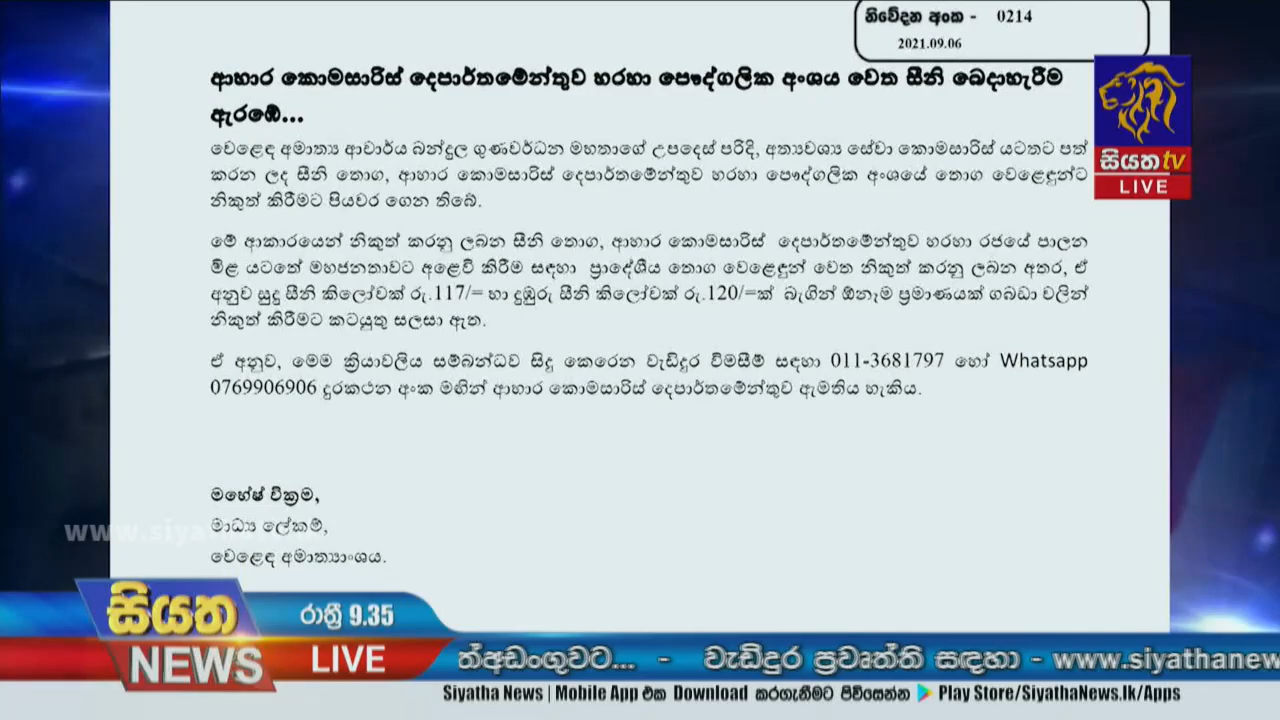 නිවේදන අංක - 0214
2021.09.06
ආහාර කොමසාරිස් දෙපාර්තමේන්තුව හරහා පෞද්ගලික අංශය වෙත සීනි බෙදාහැරීම
ඇරඹේ...
වෙළෙඳ අමාත්‍ය ආචාර්ය බන්දුල ගුණවර්ධන මහතාගේ උපදෙස් පරිදි, අත්‍යවශ්‍ය සේවා කොමසාරිස් යටතට පත්
කරන ලද සීනි තොග, ආහාර කොමසාරිස් දෙපාර්තමේන්තුව හරහා පෞද්ගලික අංශයේ තොග වෙළෙඳුන්ට
නිකුත් කිරීමට පියවර ගෙන තිබේ.
මේ ආකාරයෙන් නිකුත් කරනු ලබන සීනි තොග, ආහාර කොමසාරිස් දෙපාර්තමේන්තුව හරහා රජයේ පාලන
මිළ යටතේ මහජනතාවට අළෙවි කිරීම සඳහා ප්‍රාදේශීය තොග වෙළෙඳුන් වෙත නිකුත් කරනු ලබන අතර, ඒ
අනුව සුදු සීනි කිලෝවක් රු.117/= හා දුඹුරු සීනි කිලෝවක් රු.120/=ක් බැගින් ඕනෑම ප්‍රමාණයක් ගබඩා වලින්
නිකුත් කිරීමට කටයුතු සලසා ඇත.
ඒ අනුව, මෙම ක්‍රියාවලිය සම්බන්ධව සිදු කෙරෙන වැඩිදුර විමසීම් සඳහා 011-3681797 හෝ Whatsapp
0769906906 දුරකථන අංක මඟින් ආහාර කොමසාරිස් දෙපාර්තමේන්තුව ඇමතිය හැකිය.
මහේෂ් වික්‍රම,
මාධ්‍ය ලේකම්,
වෙළෙඳ අමාත්‍යාංශය.
සියත tv
LIVE
www.siyatha
සියත
NEWS
රාත්‍රී 9.35
LIVE
ත්අඩංගුවට... - වැඩිදුර ප්‍රවෘත්ති සඳහා - www.siyathanew
Siyatha News | Mobile App එක Download කරගැනීමට පිවිසෙන්න Play Store/SiyathaNews.lk/Apps